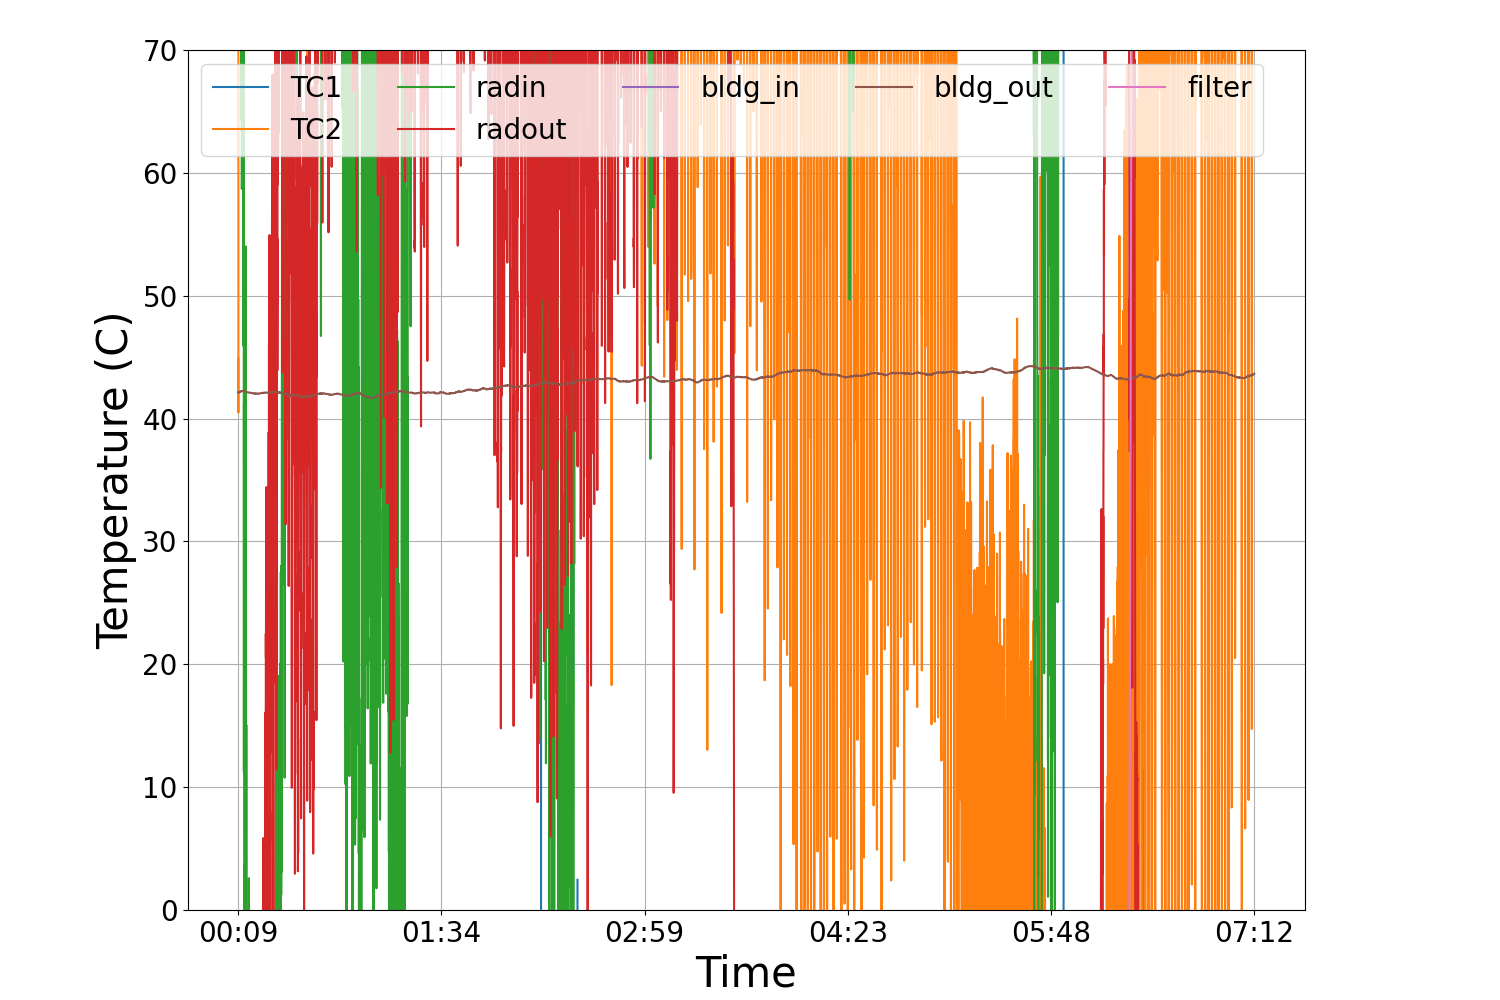 Temperature (C)
70
60
50
40
30
20
10
0
TC1
TC2
radin
radout
bldg_in
bldg_out
filter
00:09
01:34
02:59
04:23
05:48
07:12
Time